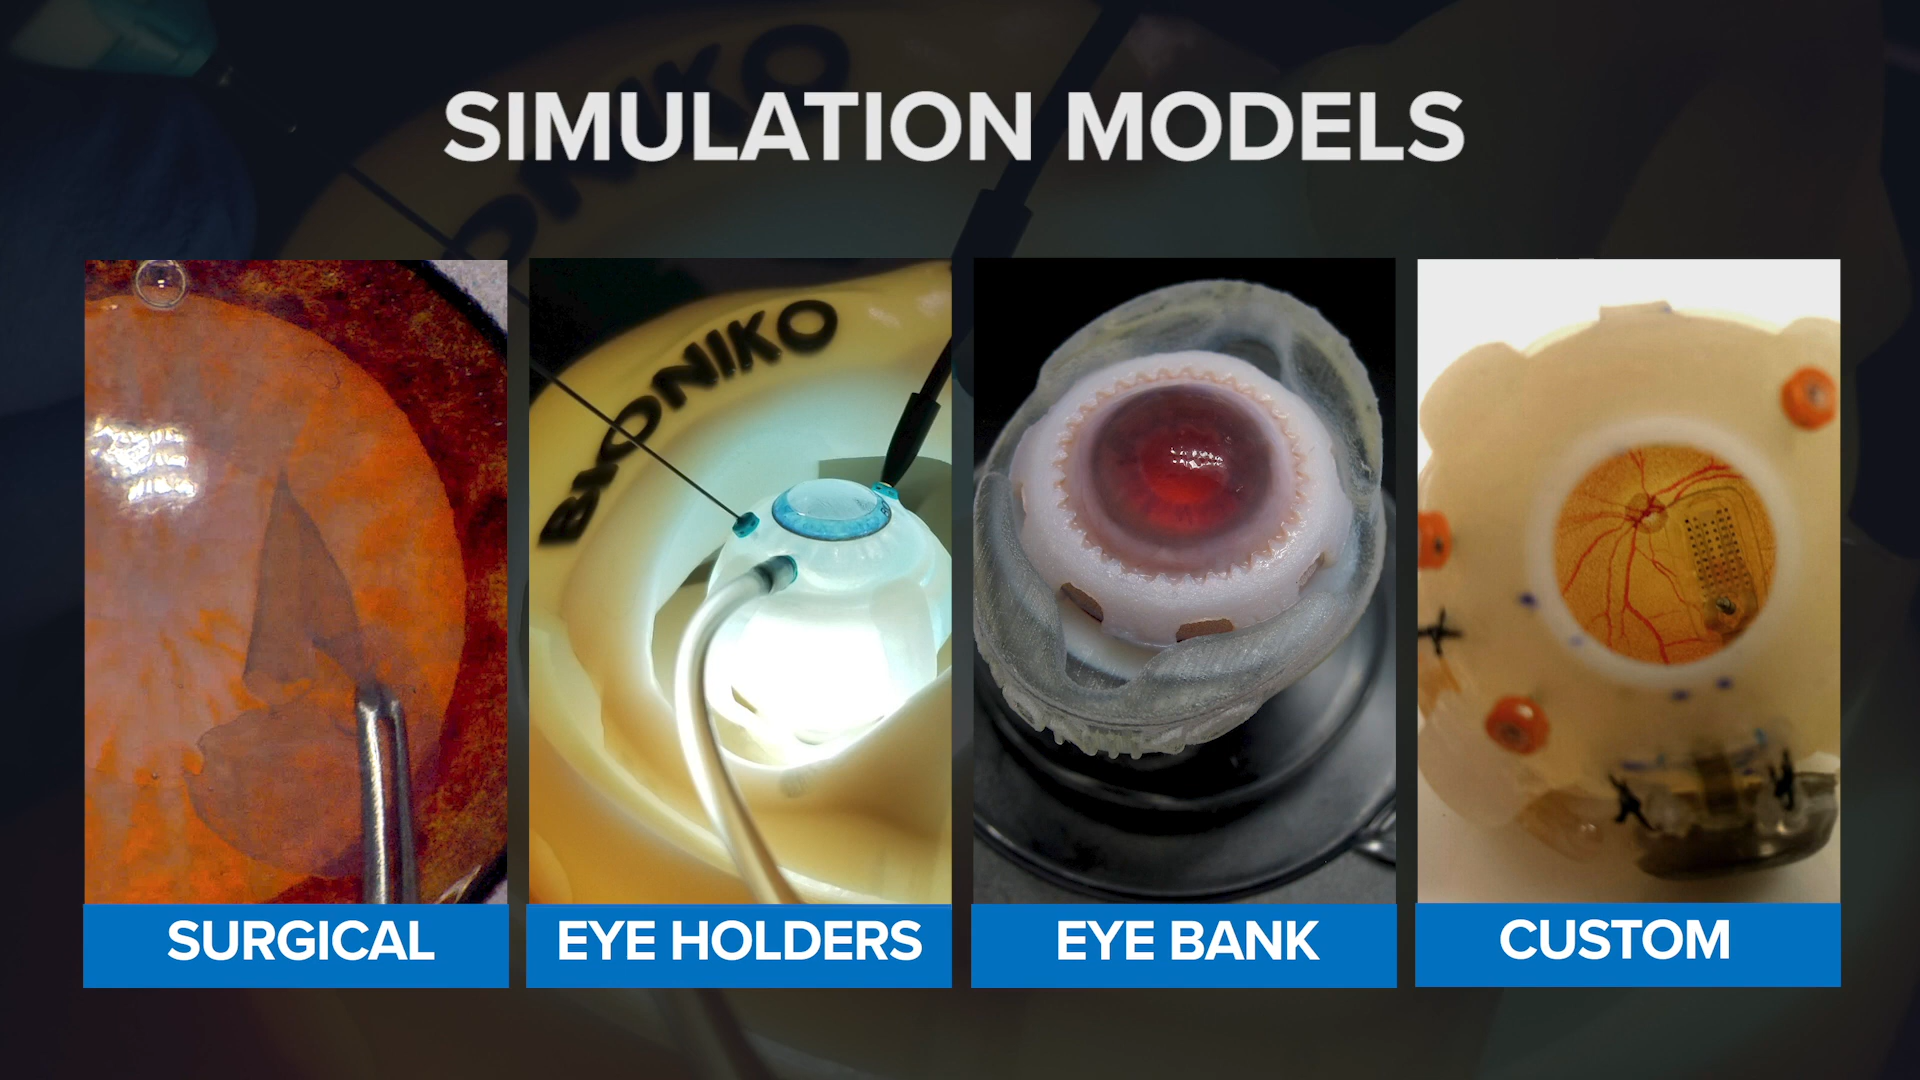 SIMULATION MODELS
BIONIKO
SURGICAL
EYE HOLDERS
EYE BANK
CUSTOM